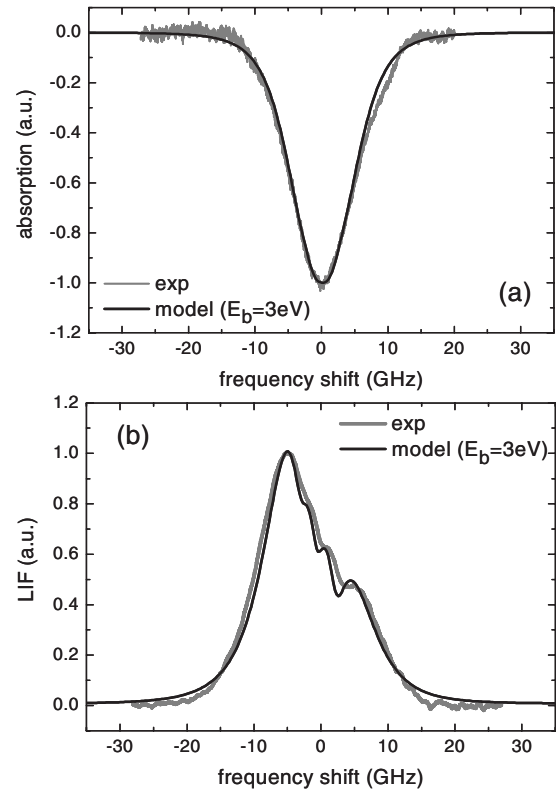 0.0
-0.2
-0.4
-0.6
-0.8
-1.0
-1.2
absorption (a.u.)
exp
model (E_b=3eV)
(a)
-30 -20 -10 0 10 20 30
frequency shift (GHz)
1.2
1.0
0.8
0.6
0.4
0.2
0.0
LIF (a.u.)
(b)
exp
model (E_b=3eV)
-30 -20 -10 0 10 20 30
frequency shift (GHz)